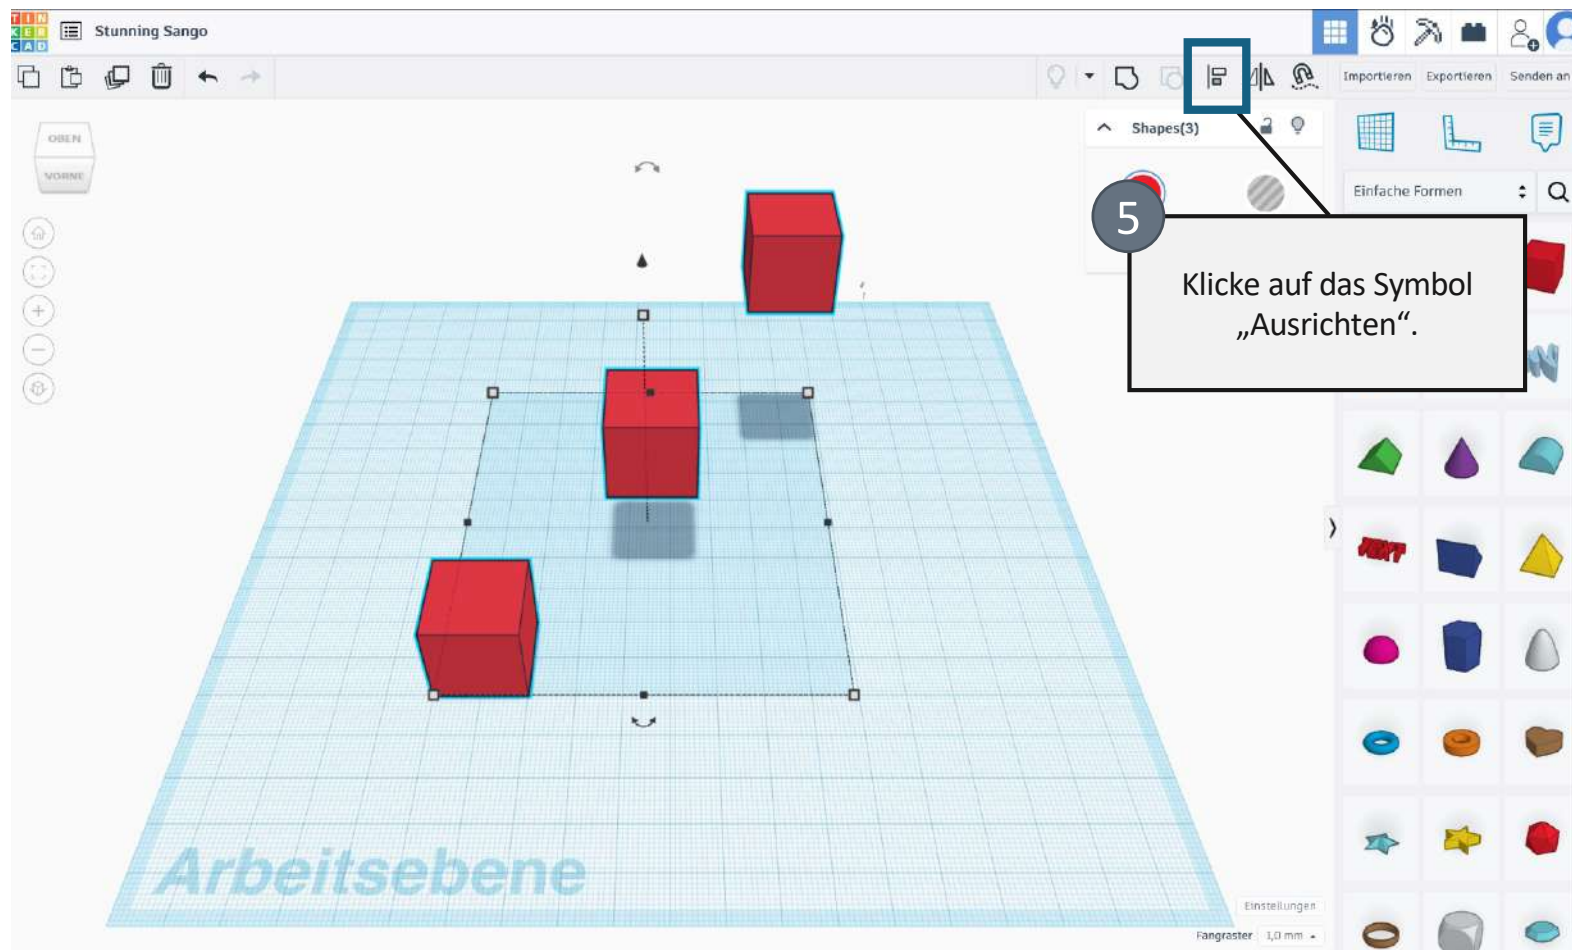 TIN
KER
CAD
Stunning Sango
Importieren Exportieren Senden an
OBEN
VORNE
Shapes(3)
Einfache Formen
5
Klicke auf das Symbol
„Ausrichten“.
TEXT
Arbeitsebene
Einstellungen
Fangraster 1,0 mm